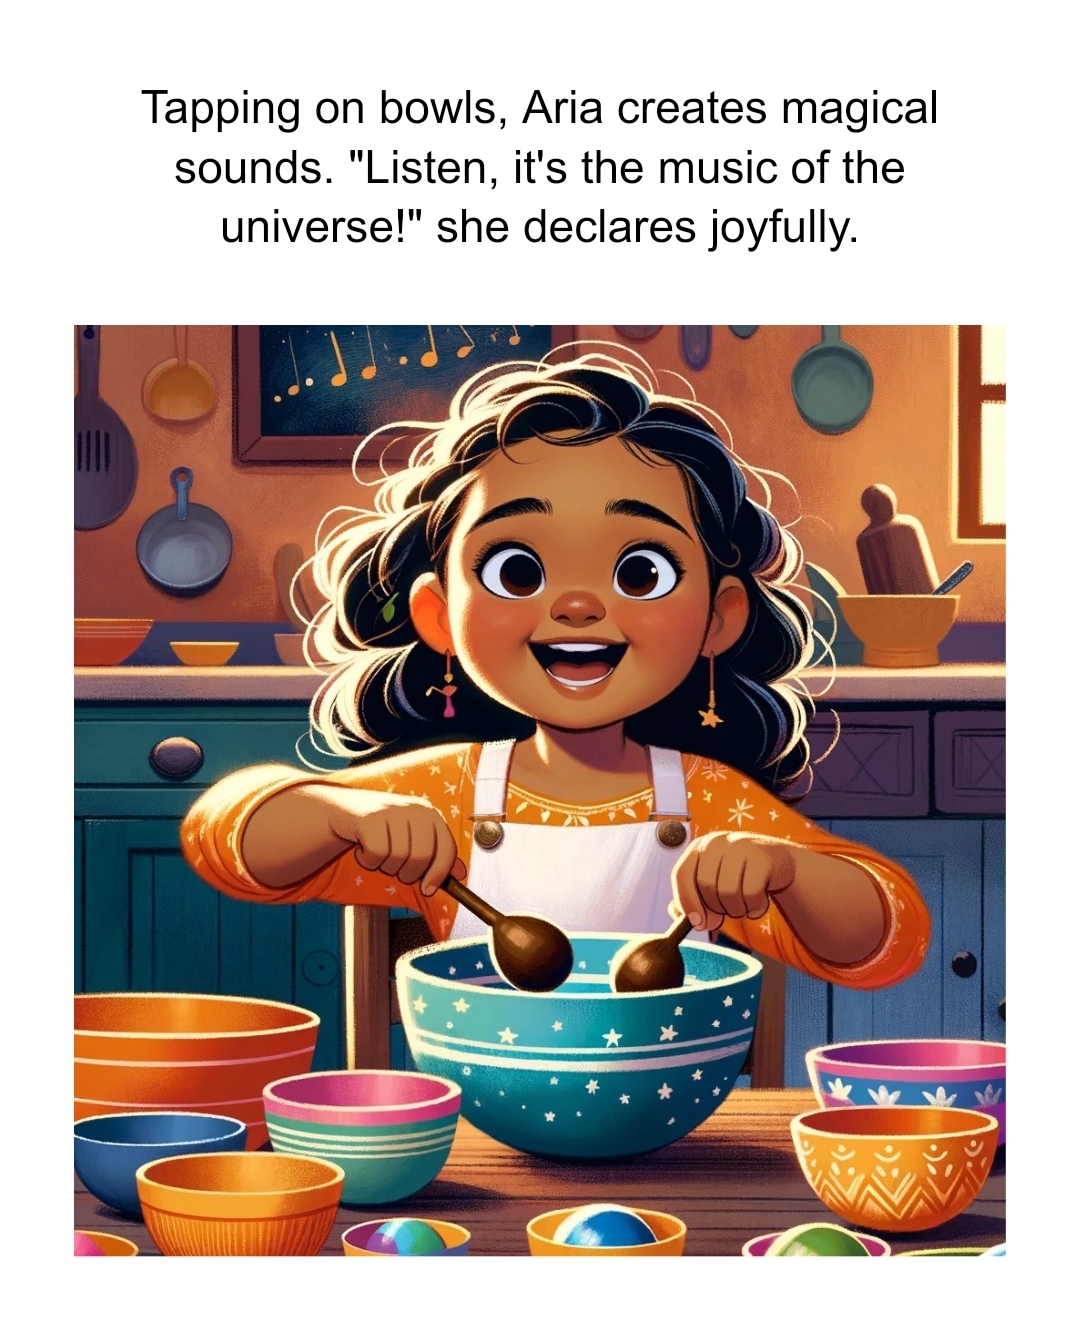 Tapping on bowls, Aria creates magical
sounds. "Listen, it's the music of the
universe!" she declares joyfully.